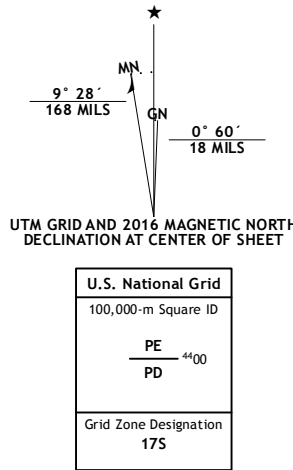 ★
MN
GN
9° 28´
168 MILS
0° 60´
18 MILS
UTM GRID AND 2016 MAGNETIC NORTH
DECLINATION AT CENTER OF SHEET
U.S. National Grid
100,000-m Square ID
PE
⁴⁴00
PD
Grid Zone Designation
17S